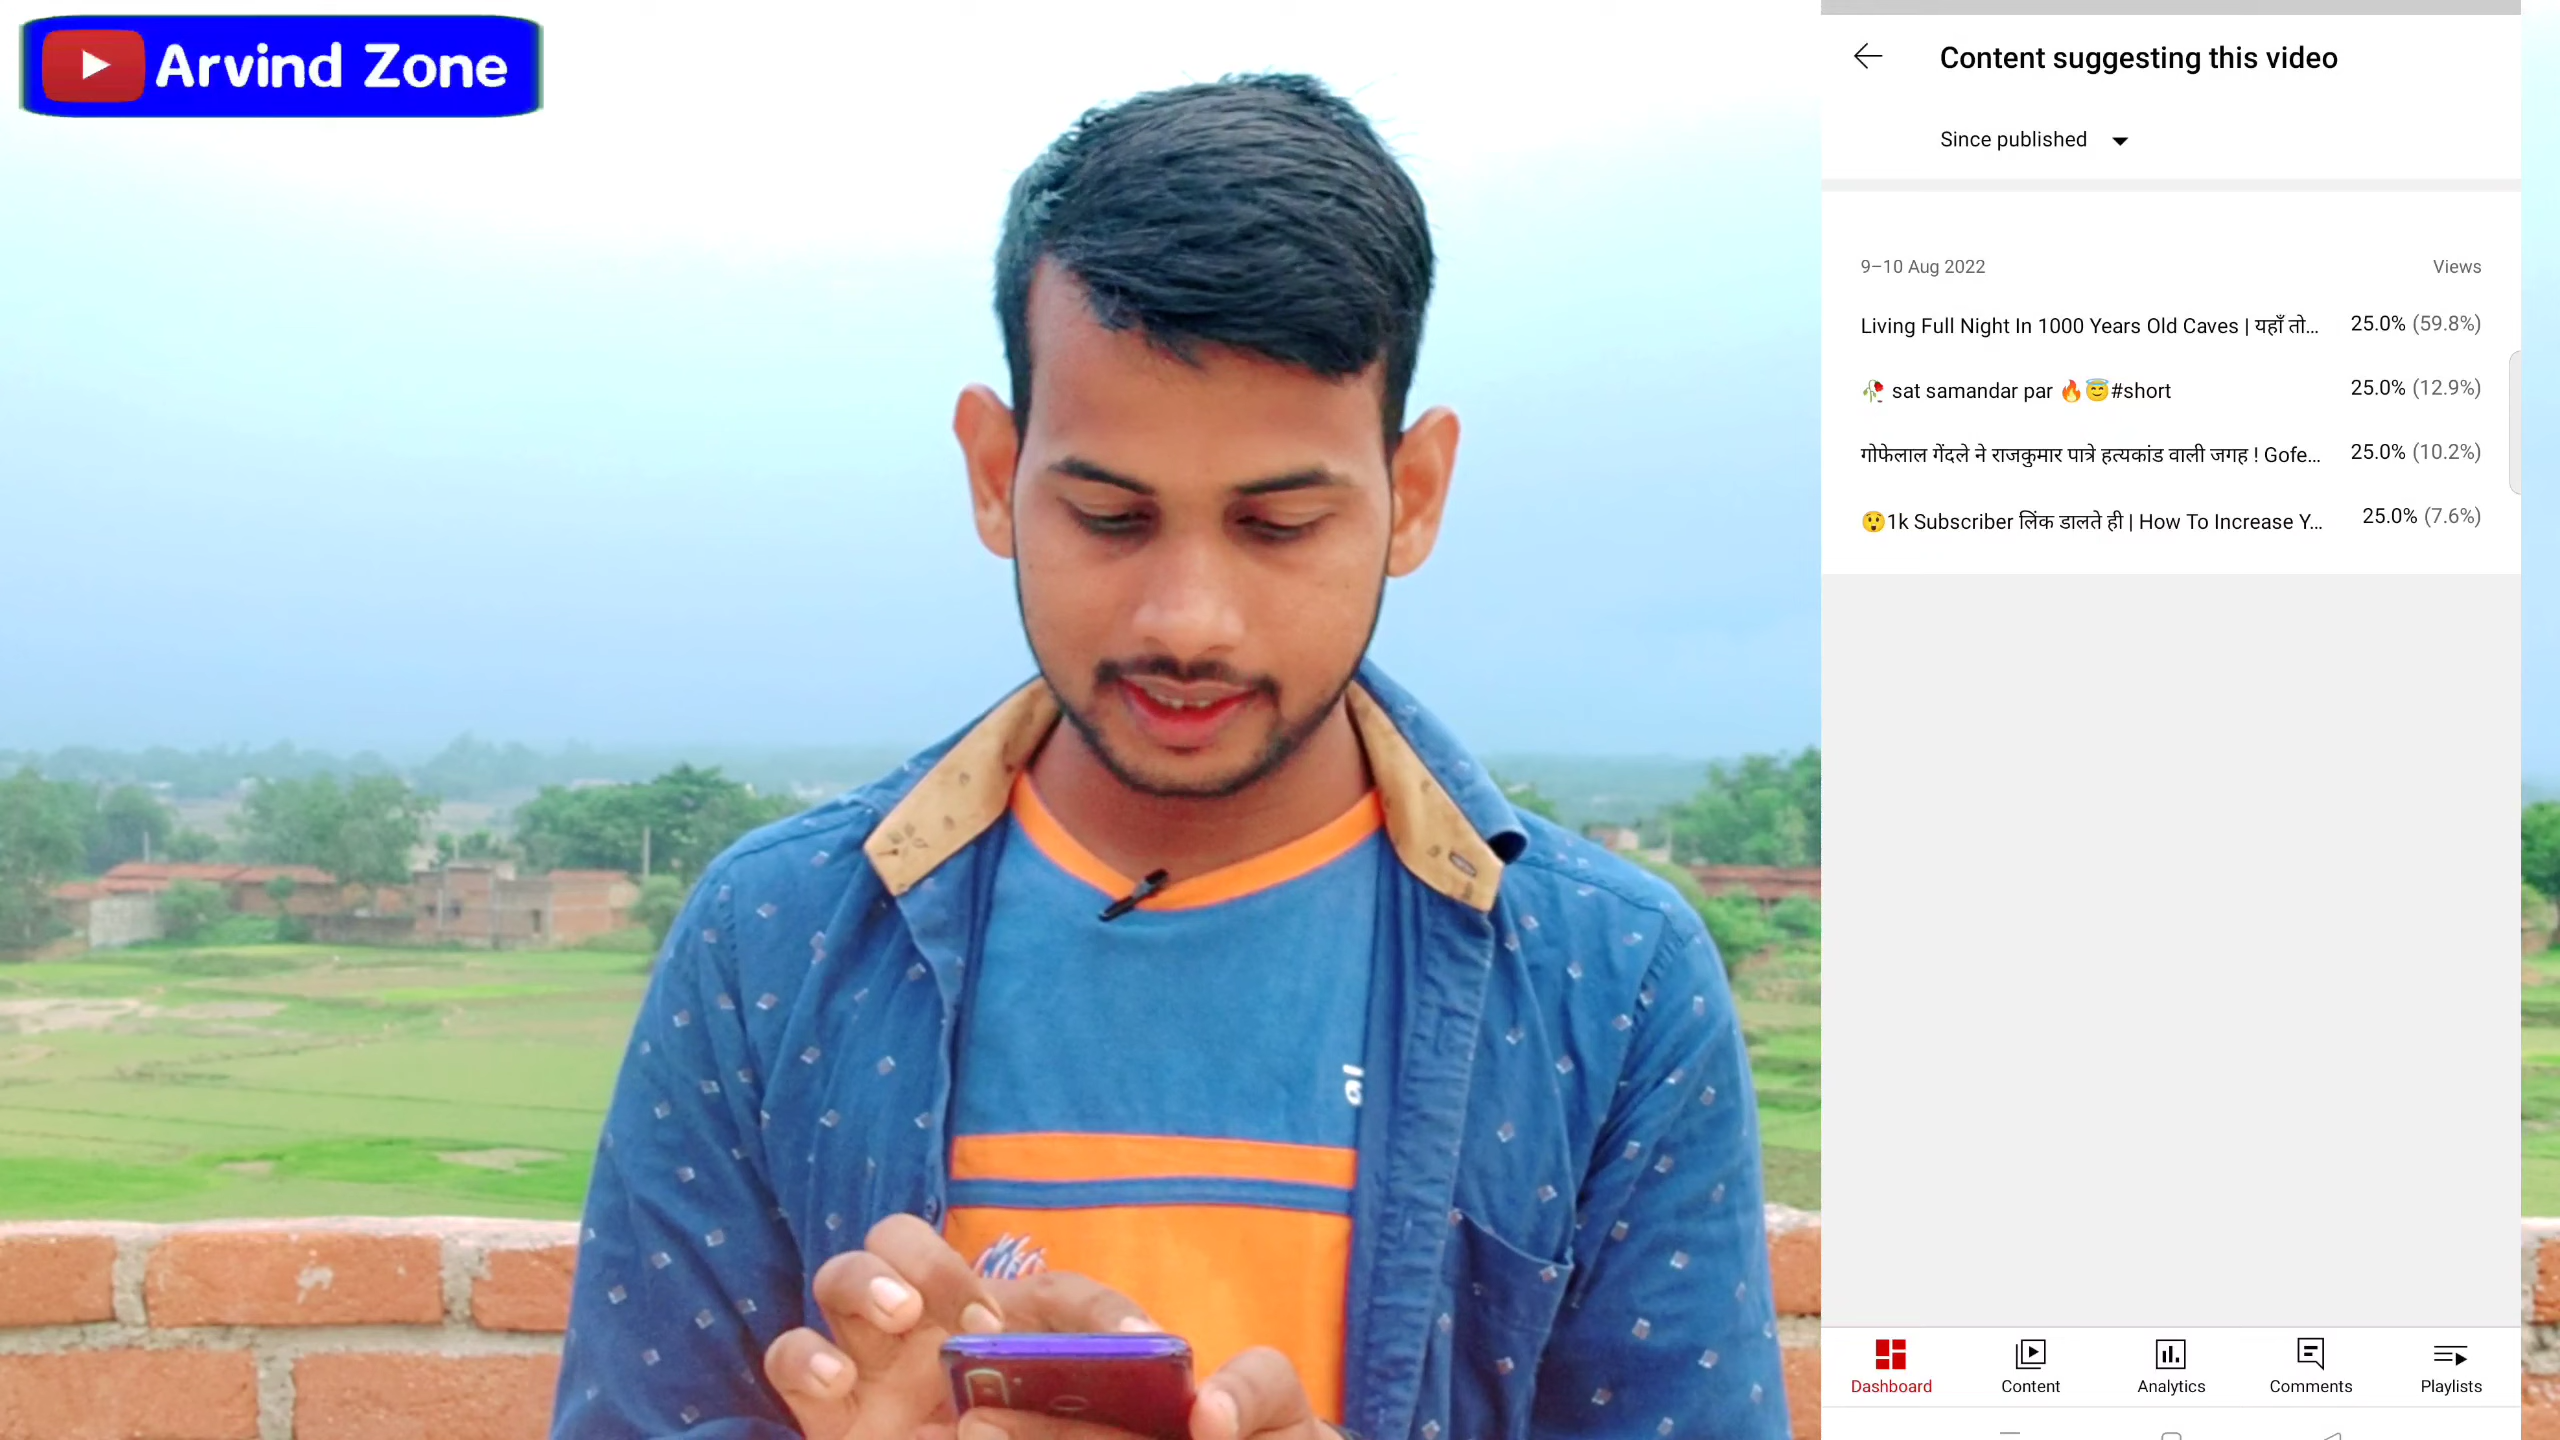 Arvind Zone
Content suggesting this video
Since published
9–10 Aug 2022 Views
Living Full Night In 1000 Years Old Caves | यहाँ तो... 25.0% (59.8%)
🥀 sat samandar par 🔥😇#short 25.0% (12.9%)
गोफेलाल गेंदले ने राजकुमार पात्रे हत्यकांड वाली जगह ! Gofe... 25.0% (10.2%)
😲1k Subscriber लिंक डालते ही | How To Increase Y... 25.0% (7.6%)
Dashboard Content Analytics Comments Playlists